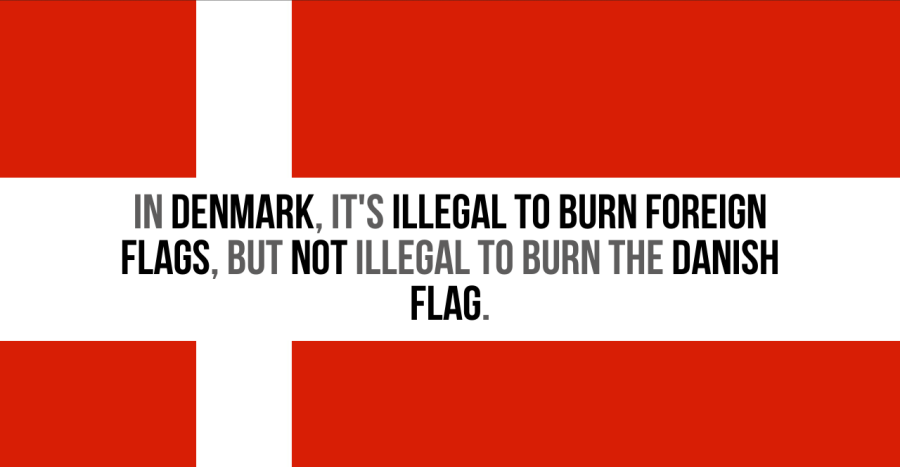 IN DENMARK, IT'S ILLEGAL TO BURN FOREIGN
FLAGS, BUT NOT ILLEGAL TO BURN THE DANISH
FLAG.